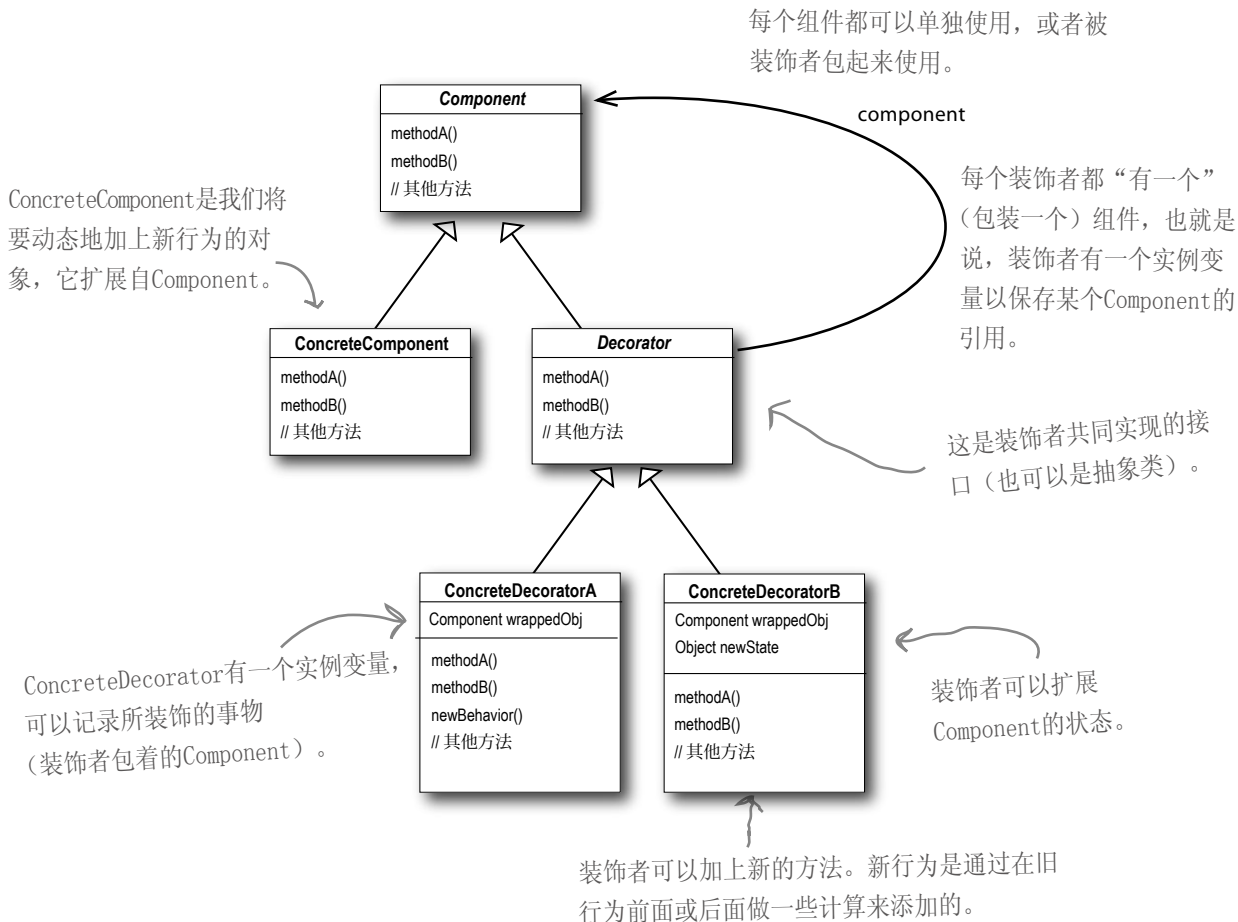 每个组件都可以单独使用，或者被
装饰者包起来使用。
Component
methodA()
methodB()
// 其他方法
component
ConcreteComponent是我们将
要动态地加上新行为的对
象，它扩展自Component。
每个装饰者都“有一个”
（包装一个）组件，也就是
说，装饰者有一个实例变
量以保存某个Component的
引用。
ConcreteComponent
methodA()
methodB()
// 其他方法
Decorator
methodA()
methodB()
// 其他方法
这是装饰者共同实现的接
口（也可以是抽象类）。
ConcreteDecoratorA
Component wrappedObj
methodA()
methodB()
newBehavior()
// 其他方法
ConcreteDecoratorB
Component wrappedObj
Object newState
methodA()
methodB()
// 其他方法
ConcreteDecorator有一个实例变量，
可以记录所装饰的事物
（装饰者包着的Component）。
装饰者可以扩展
Component的状态。
装饰者可以加上新的方法。新行为是通过在旧
行为前面或后面做一些计算来添加的。